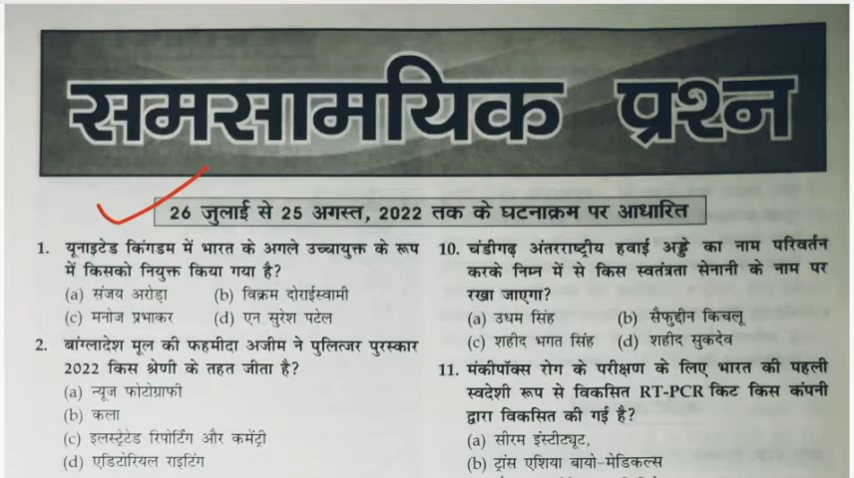 समसामयिक प्रश्न
26 जुलाई से 25 अगस्त, 2022 तक के घटनाक्रम पर आधारित
1. यूनाइटेड किंगडम में भारत के अगले उच्चायुक्त के रूप
में किसको नियुक्त किया गया है?
(a) संजय अरोड़ा (b) विक्रम दोराईस्वामी
(c) मनोज प्रभाकर (d) एन सुरेश पटेल
2. बांग्लादेश मूल की फहमीदा अजीम ने पुलित्जर पुरस्कार
2022 किस श्रेणी के तहत जीता है?
(a) न्यूज फोटोग्राफी
(b) कला
(c) इलस्ट्रेटेड रिपोर्टिंग और कमेंट्री
(d) एडिटोरियल राइटिंग
10. चंडीगढ़ अंतरराष्ट्रीय हवाई अड्डे का नाम परिवर्तन
करके निम्न में से किस स्वतंत्रता सेनानी के नाम पर
रखा जाएगा?
(a) उधम सिंह (b) सैफुद्दीन किचलू
(c) शहीद भगत सिंह (d) शहीद सुकदेव
11. मंकीपॉक्स रोग के परीक्षण के लिए भारत की पहली
स्वदेशी रूप से विकसित RT-PCR किट किस कंपनी
द्वारा विकसित की गई है?
(a) सीरम इंस्टीट्यूट,
(b) ट्रांस एशिया बायो-मेडिकल्स